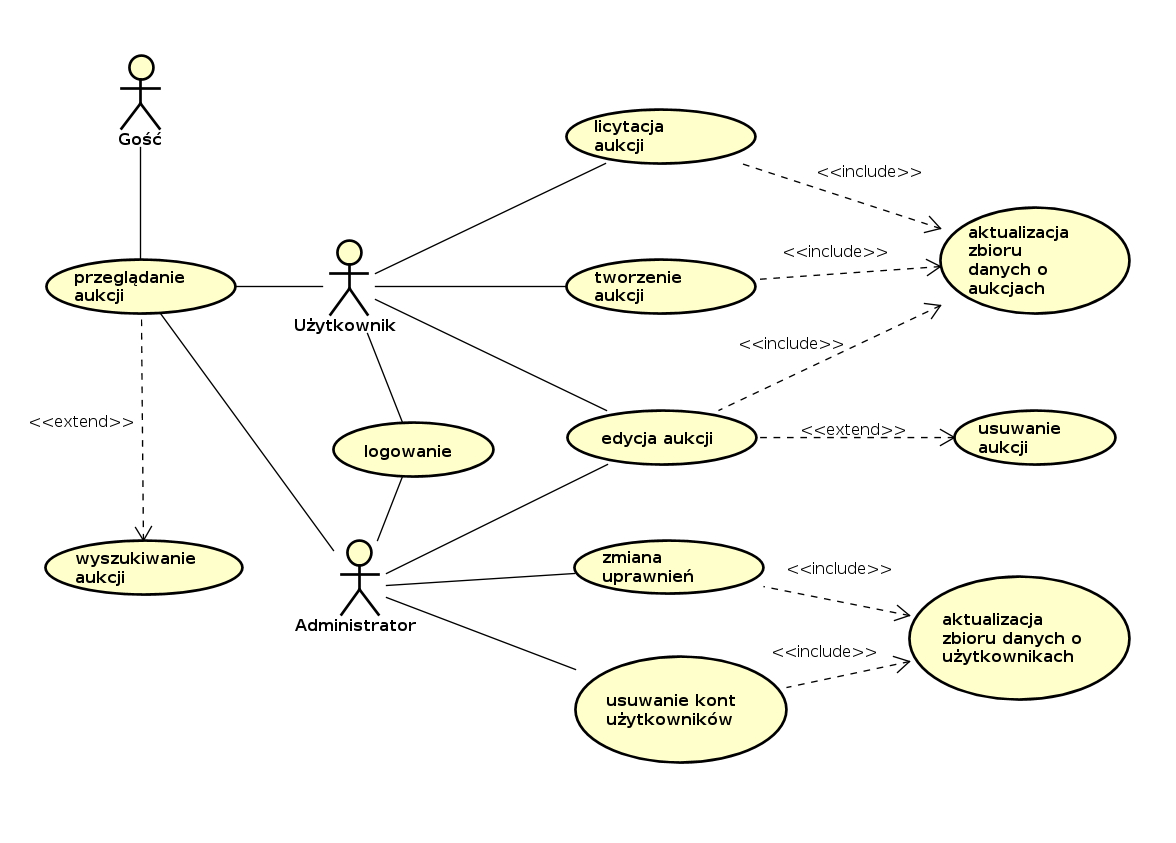 Gość
licytacja
aukcji
<<include>>
aktualizacja
zbioru
danych o
aukcjach
<<include>>
przeglądanie
aukcji
tworzenie
aukcji
Użytkownik
<<include>>
<<extend>>
logowanie
edycja aukcji
<<extend>>
usuwanie
aukcji
wyszukiwanie
aukcji
zmiana
uprawnień
<<include>>
Administrator
aktualizacja
zbioru danych o
użytkownikach
<<include>>
usuwanie kont
użytkowników